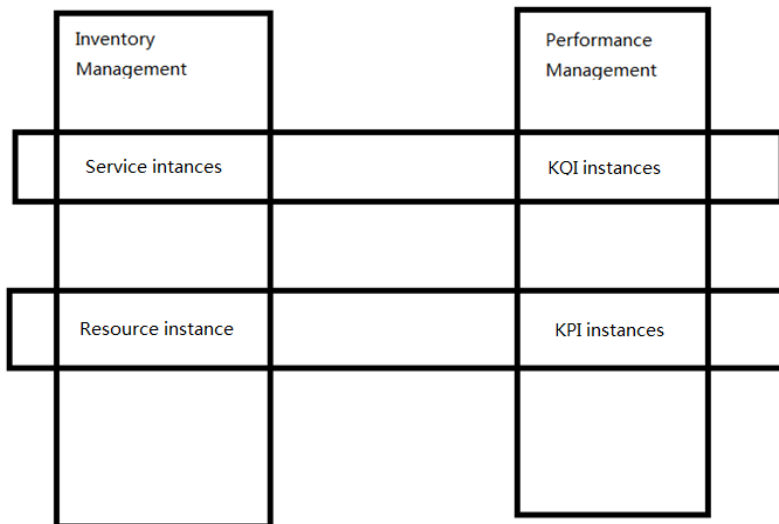 Inventory
Management
Performance
Management
Service intances
KQI instances
Resource instance
KPI instances